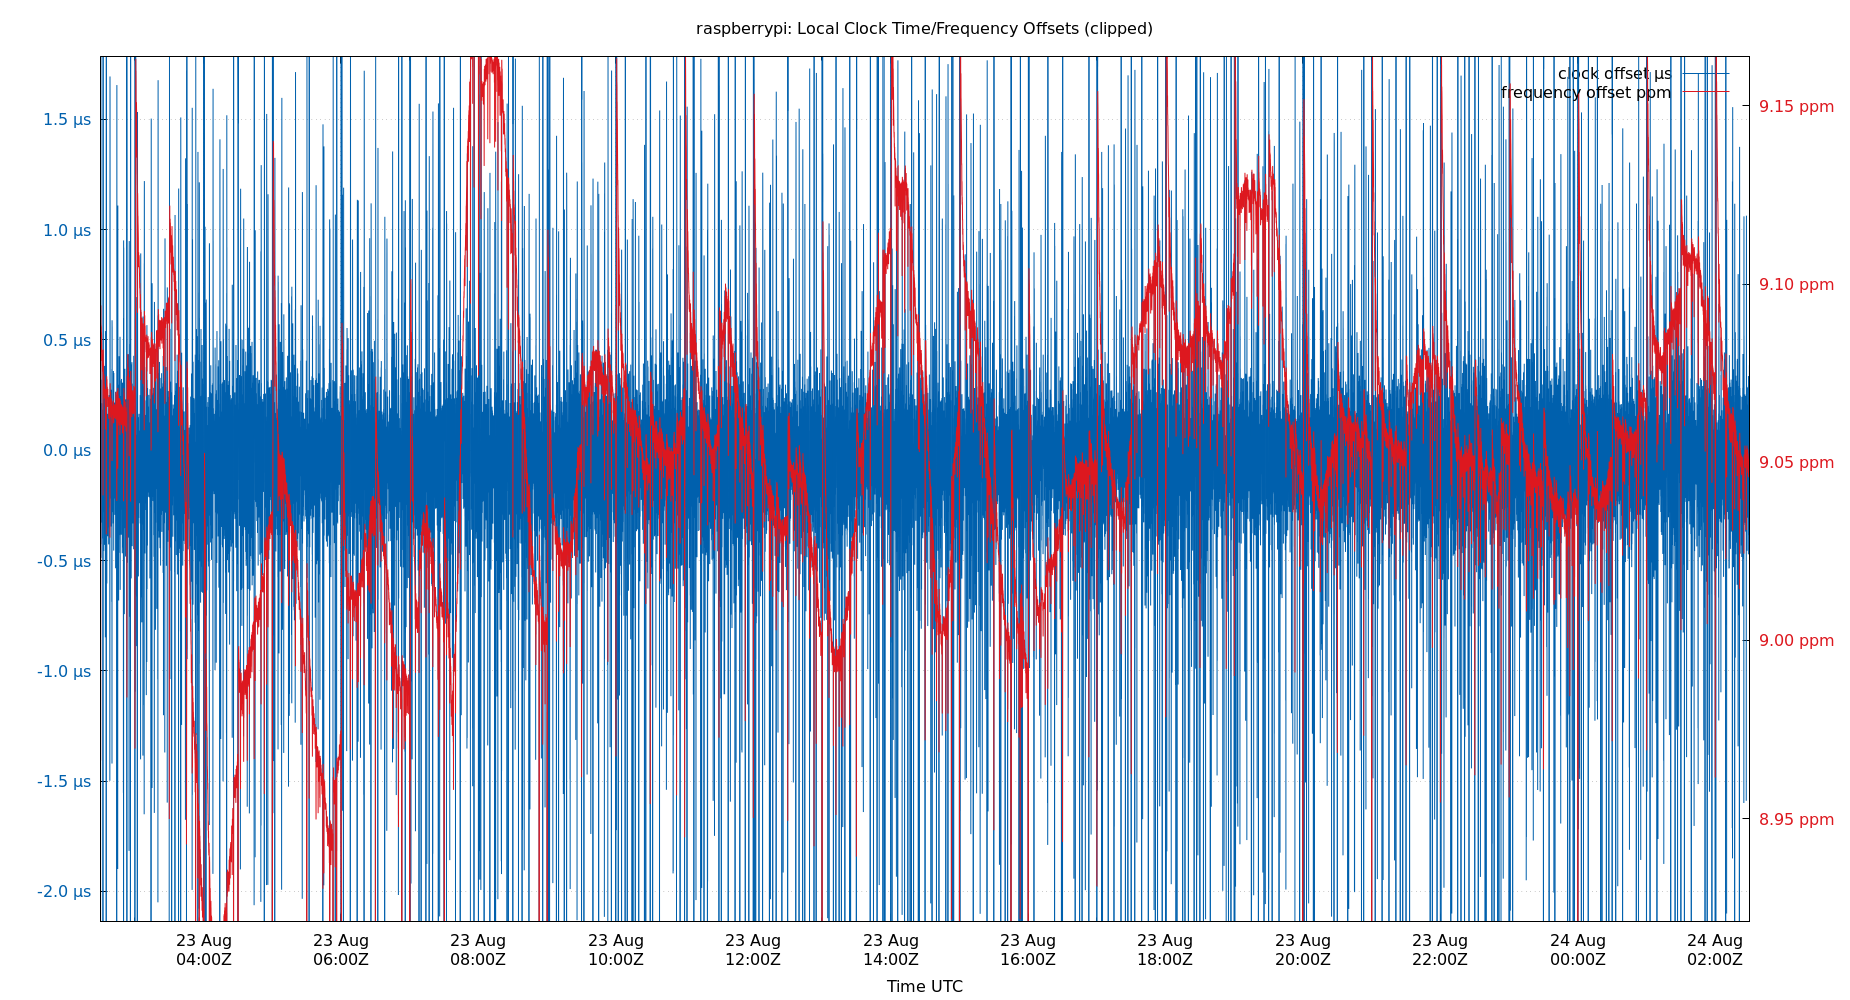 raspberrypi: Local Clock Time/Frequency Offsets (clipped)
clock offset µs
frequency offset ppm
1.5 µs
1.0 µs
0.5 µs
0.0 µs
-0.5 µs
-1.0 µs
-1.5 µs
-2.0 µs
9.15 ppm
9.10 ppm
9.05 ppm
9.00 ppm
8.95 ppm
23 Aug 23 Aug 23 Aug 23 Aug 23 Aug 23 Aug 23 Aug 23 Aug 23 Aug 23 Aug 24 Aug 24 Aug
04:00Z 06:00Z 08:00Z 10:00Z 12:00Z 14:00Z 16:00Z 18:00Z 20:00Z 22:00Z 00:00Z 02:00Z
Time UTC